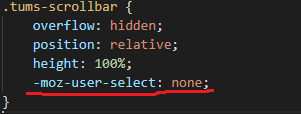 .tums-scrollbar {
    overflow: hidden;
    position: relative;
    height: 100%;
    -moz-user-select: none;
}